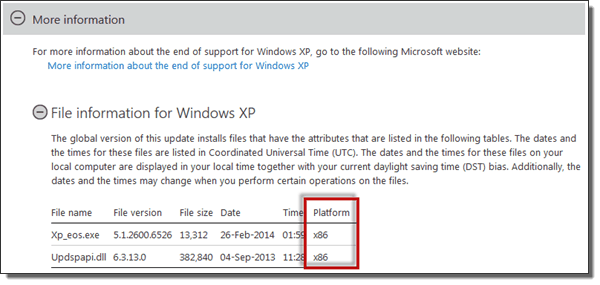 More information
For more information about the end of support for Windows XP, go to the following Microsoft website:
More information about the end of support for Windows XP
File information for Windows XP
The global version of this update installs files that have the attributes that are listed in the following tables. The dates and
the times for these files are listed in Coordinated Universal Time (UTC). The dates and the times for these files on your
local computer are displayed in your local time together with your current daylight saving time (DST) bias. Additionally, the
dates and the times may change when you perform certain operations on the files.
File name File version File size Date Time Platform
Xp_eos.exe 5.1.2600.6526 13,312 26-Feb-2014 01:59 x86
Updspapi.dll 6.3.13.0 382,840 04-Sep-2013 11:28 x86